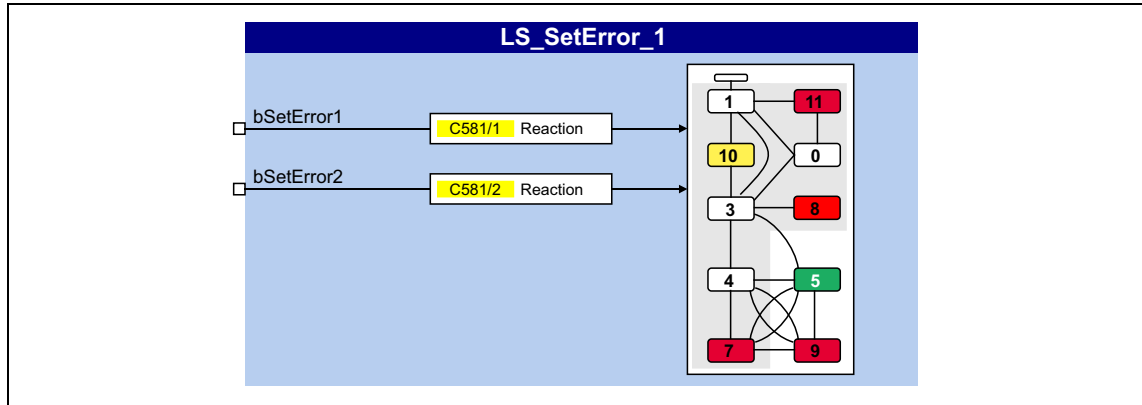 LS_SetError_1
1 11
bSetError1
C581/1 Reaction
10 0
bSetError2
C581/2 Reaction
3 8
4 5
7 9